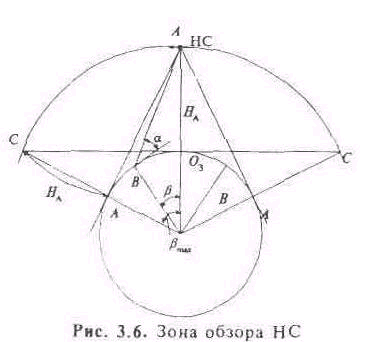 A НС
H_A
C α C
O_3
B β B
H_A A A
β_max
Рис. 3.6. Зона обзора НС